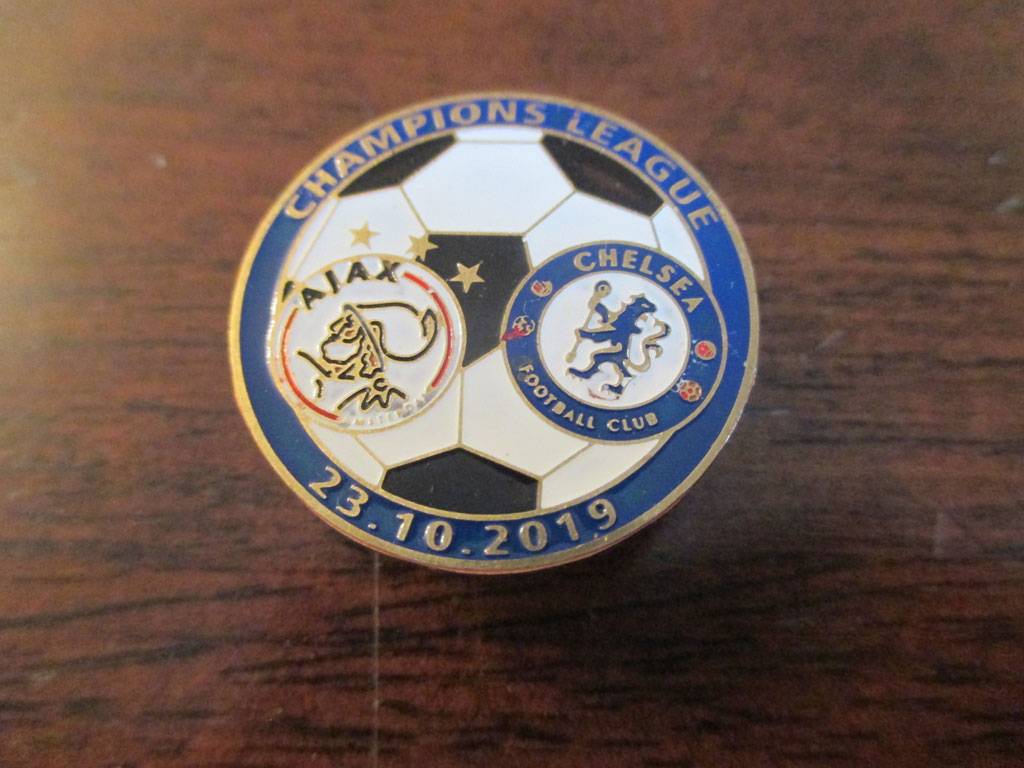 CHAMPIONS LEAGUE
AJAX
CHELSEA
FOOTBALL CLUB
23.10.2019